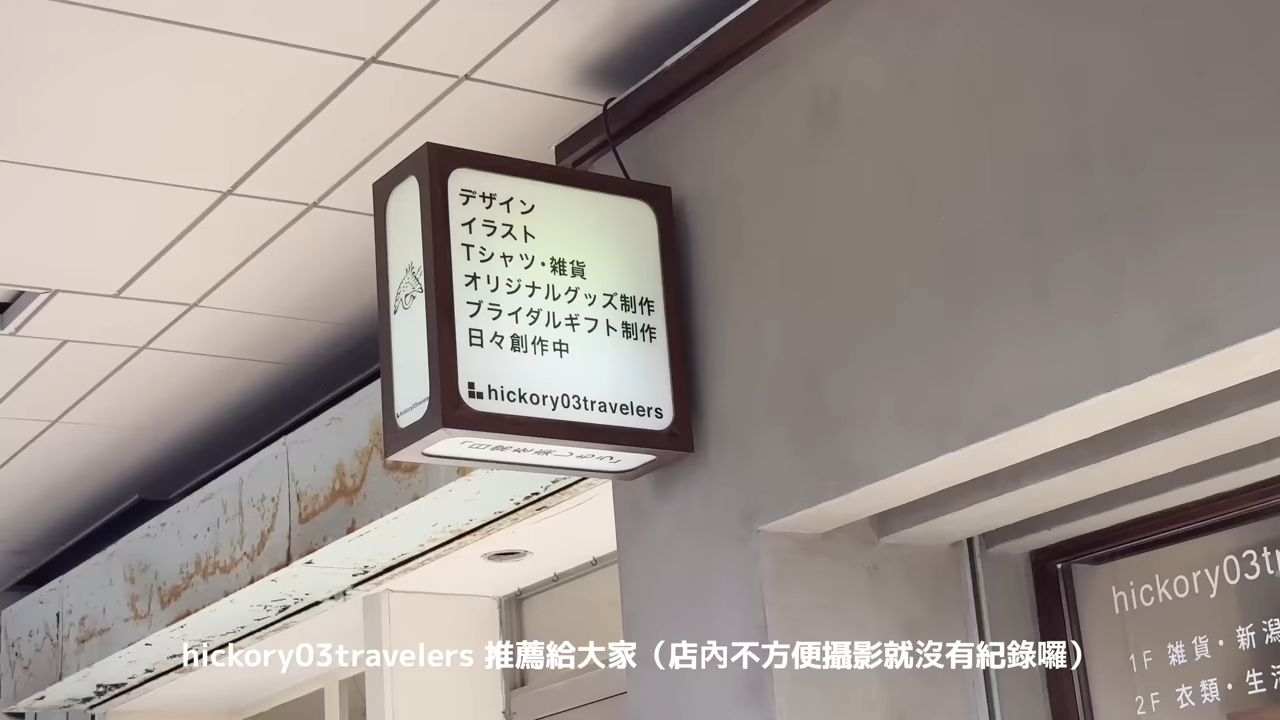 デザイン
イラスト
Tシャツ・雑貨
オリジナルグッズ制作
ブライダルギフト制作
日々創作中
hickory03travelers
hickory03tr
1F 雑貨・新潟
2F 衣類・生活
hickory03travelers 推薦給大家（店內不方便攝影就沒有紀錄囉）